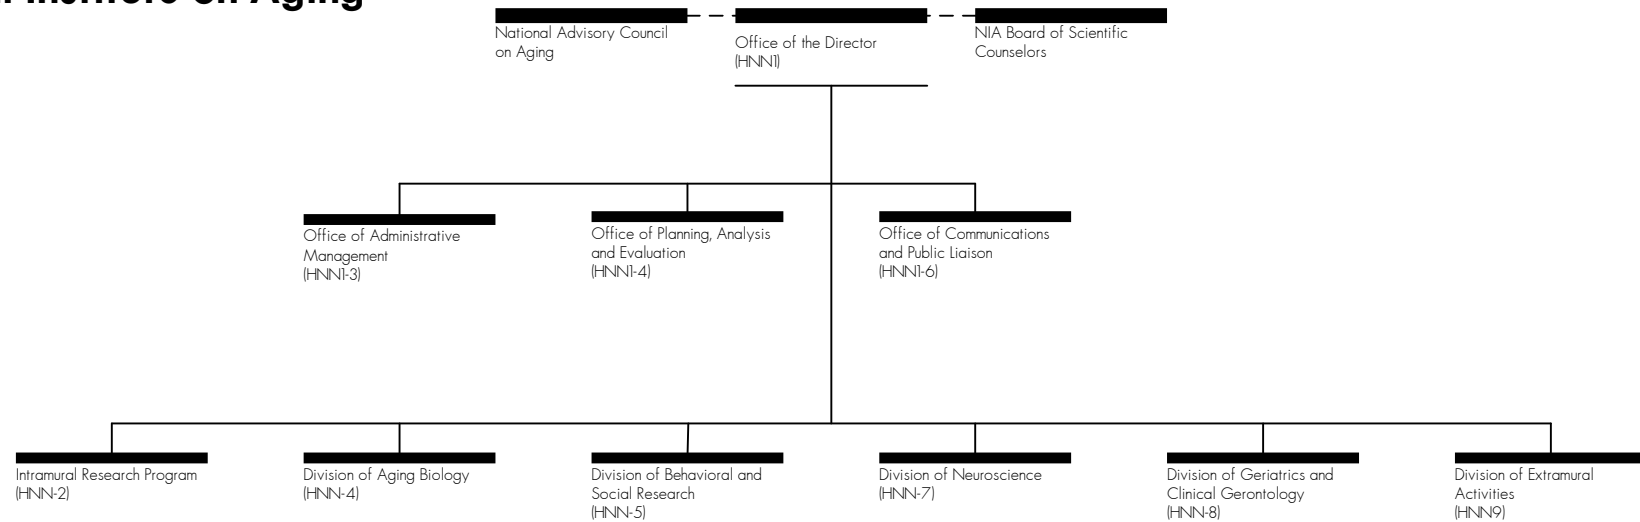 on Aging
National Advisory Council
on Aging
Office of the Director
(HNN1)
NIA Board of Scientific
Counselors
Office of Administrative
Management
(HNN1-3)
Office of Planning, Analysis
and Evaluation
(HNN1-4)
Office of Communications
and Public Liaison
(HNN1-6)
Intramural Research Program
(HNN-2)
Division of Aging Biology
(HNN-4)
Division of Behavioral and
Social Research
(HNN-5)
Division of Neuroscience
(HNN-7)
Division of Geriatrics and
Clinical Gerontology
(HNN-8)
Division of Extramural
Activities
(HNN9)